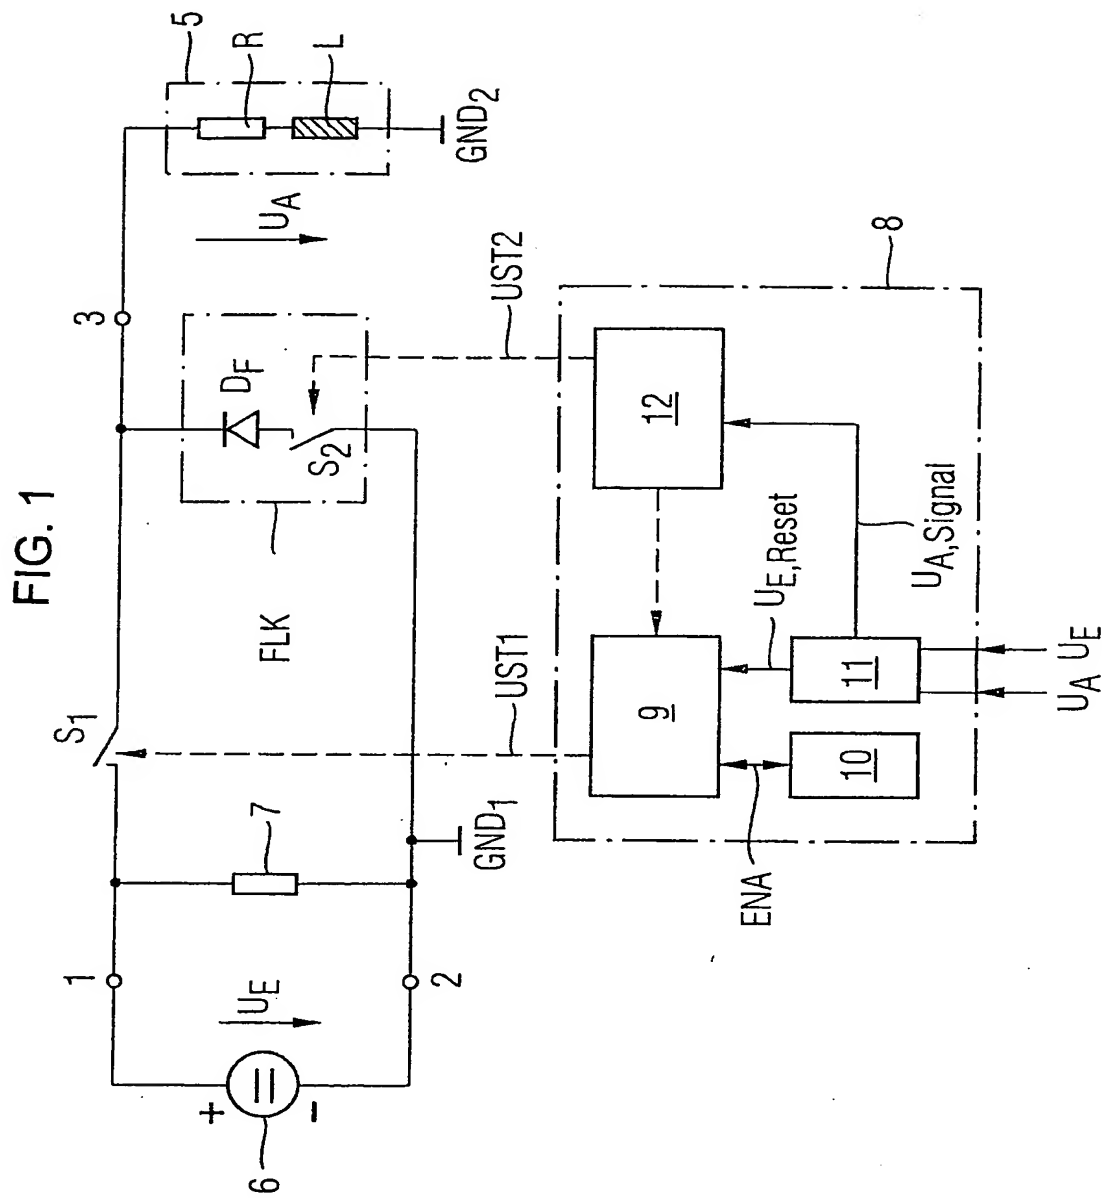 FIG. 1
6
+
-
1
2
UE
7
GND1
S1
FLK
DF
S2
3
UA
5
R
L
GND2
UST1
UST2
8
ENA
9
10
11
12
UE,Reset
UA,Signal
UA
UE